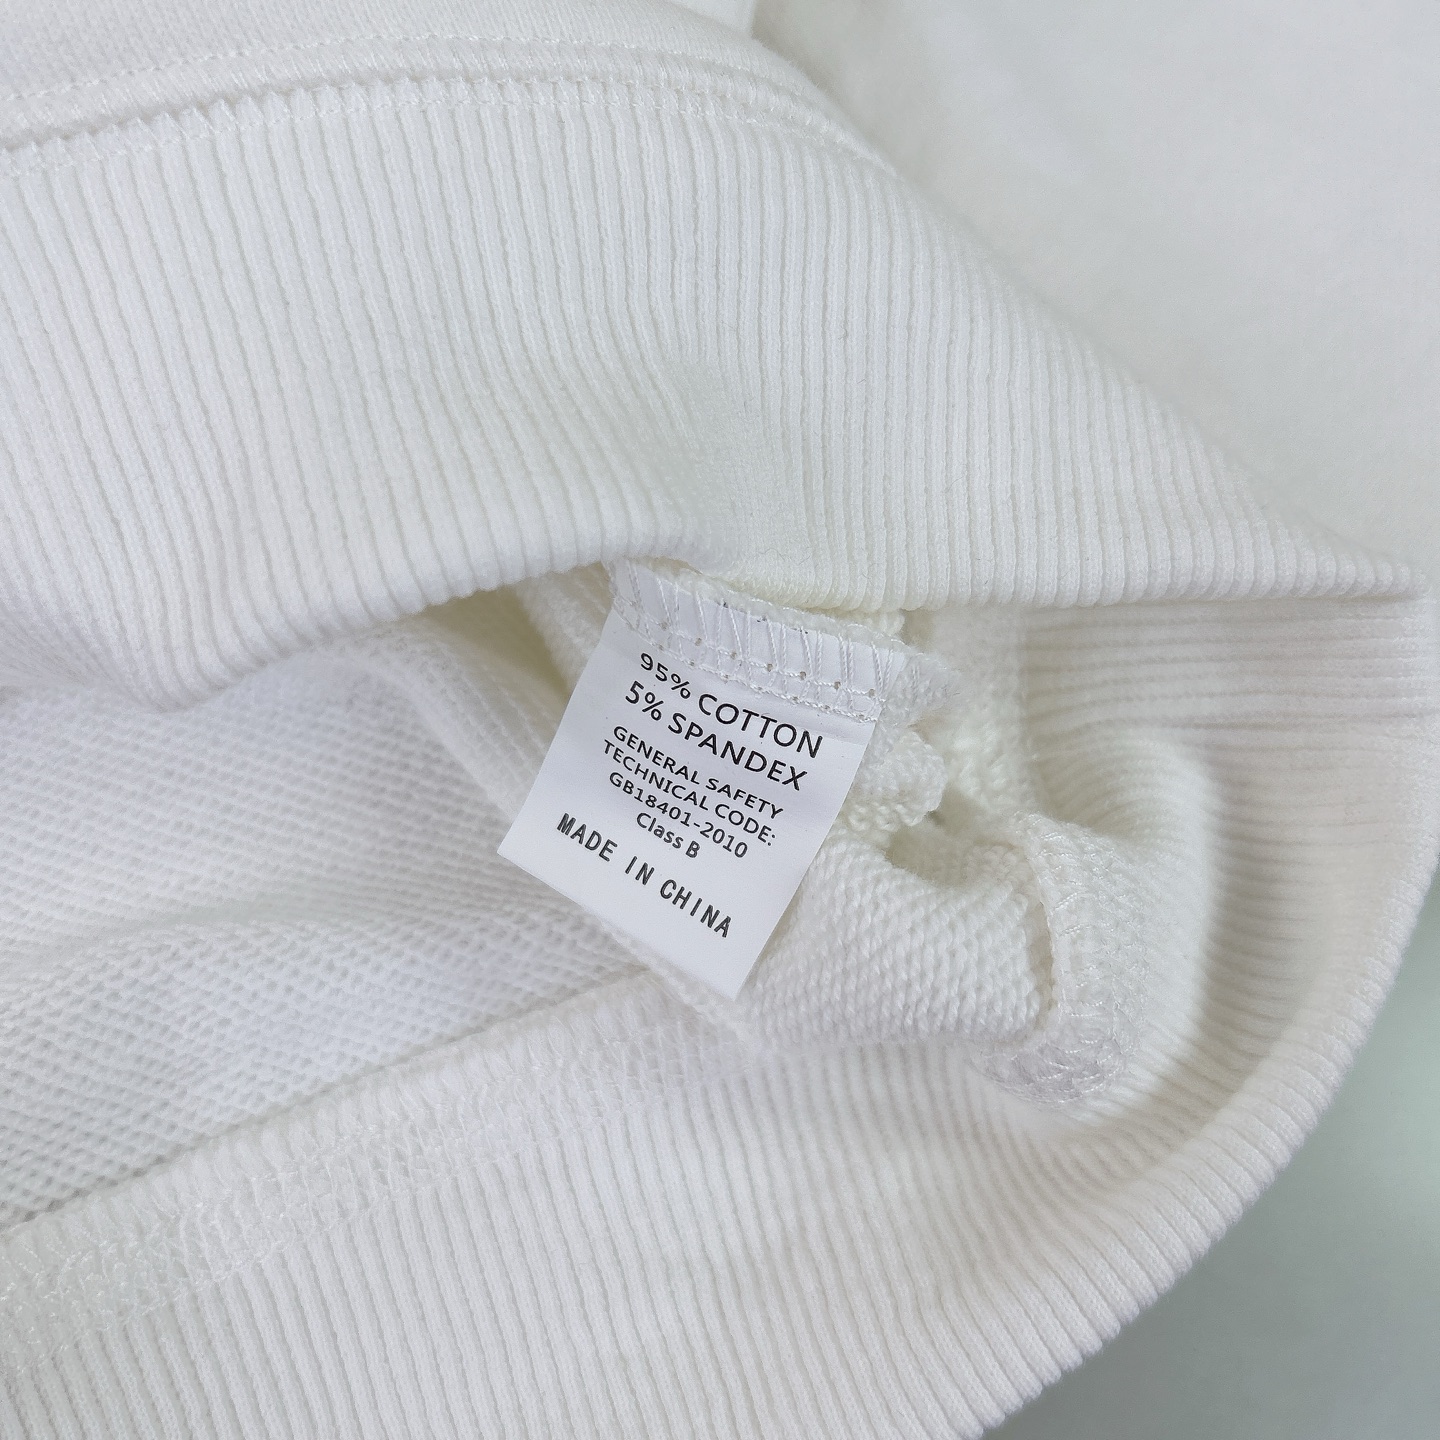 95% COTTON
5% SPANDEX
GENERAL SAFETY
TECHNICAL CODE:
GB18401-2010
Class B
MADE IN CHINA